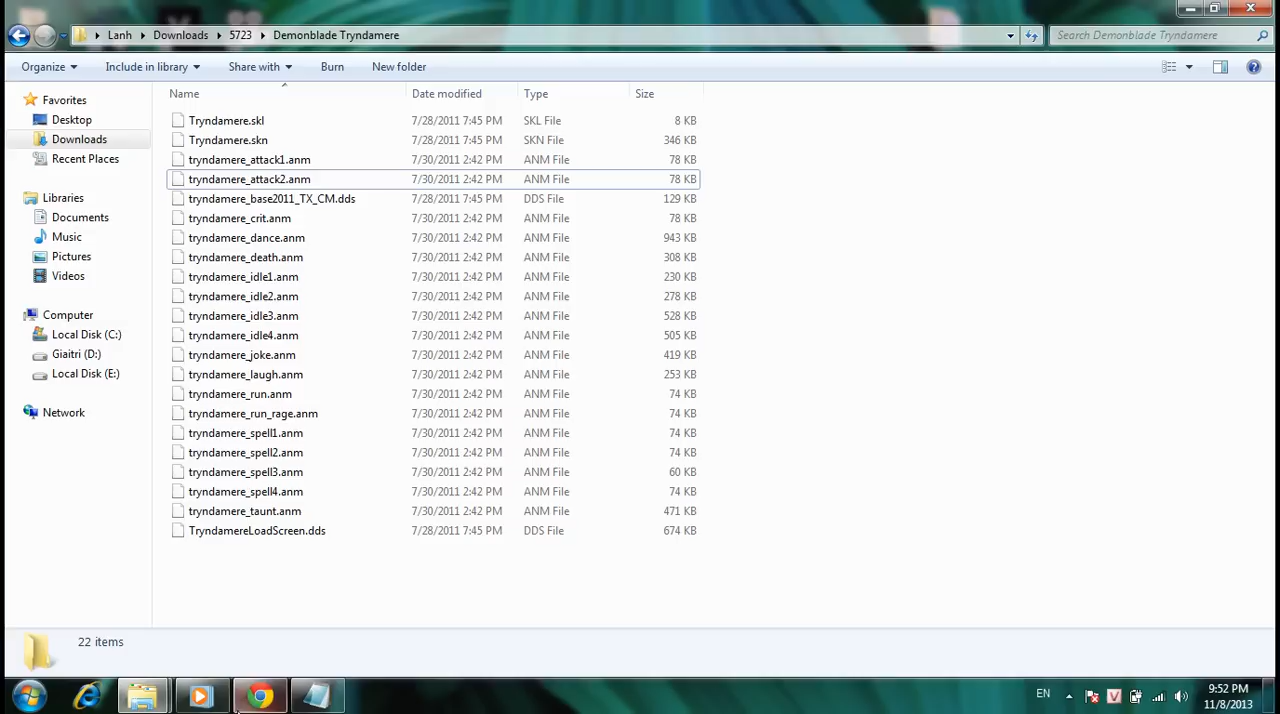 Lanh Downloads 5723 Demonblade Tryndamere Search Demonblade Tryndamere
Organize Include in library Share with Burn New folder
Name Date modified Type Size
Favorites
Desktop
Downloads
Recent Places
Libraries
Documents
Music
Pictures
Videos
Computer
Local Disk (C:)
Giaitri (D:)
Local Disk (E:)
Network
Tryndamere.skl 7/28/2011 7:45 PM SKL File 8 KB
Tryndamere.skn 7/28/2011 7:45 PM SKN File 346 KB
tryndamere_attack1.anm 7/30/2011 2:42 PM ANM File 78 KB
tryndamere_attack2.anm 7/30/2011 2:42 PM ANM File 78 KB
tryndamere_base2011_TX_CM.dds 7/28/2011 7:45 PM DDS File 129 KB
tryndamere_crit.anm 7/30/2011 2:42 PM ANM File 78 KB
tryndamere_dance.anm 7/30/2011 2:42 PM ANM File 943 KB
tryndamere_death.anm 7/30/2011 2:42 PM ANM File 308 KB
tryndamere_idle1.anm 7/30/2011 2:42 PM ANM File 230 KB
tryndamere_idle2.anm 7/30/2011 2:42 PM ANM File 278 KB
tryndamere_idle3.anm 7/30/2011 2:42 PM ANM File 528 KB
tryndamere_idle4.anm 7/30/2011 2:42 PM ANM File 505 KB
tryndamere_joke.anm 7/30/2011 2:42 PM ANM File 419 KB
tryndamere_laugh.anm 7/30/2011 2:42 PM ANM File 253 KB
tryndamere_run.anm 7/30/2011 2:42 PM ANM File 74 KB
tryndamere_run_rage.anm 7/30/2011 2:42 PM ANM File 74 KB
tryndamere_spell1.anm 7/30/2011 2:42 PM ANM File 74 KB
tryndamere_spell2.anm 7/30/2011 2:42 PM ANM File 74 KB
tryndamere_spell3.anm 7/30/2011 2:42 PM ANM File 60 KB
tryndamere_spell4.anm 7/30/2011 2:42 PM ANM File 74 KB
tryndamere_taunt.anm 7/30/2011 2:42 PM ANM File 471 KB
TryndamereLoadScreen.dds 7/28/2011 7:45 PM DDS File 674 KB
22 items
EN V 9:52 PM
11/8/2013